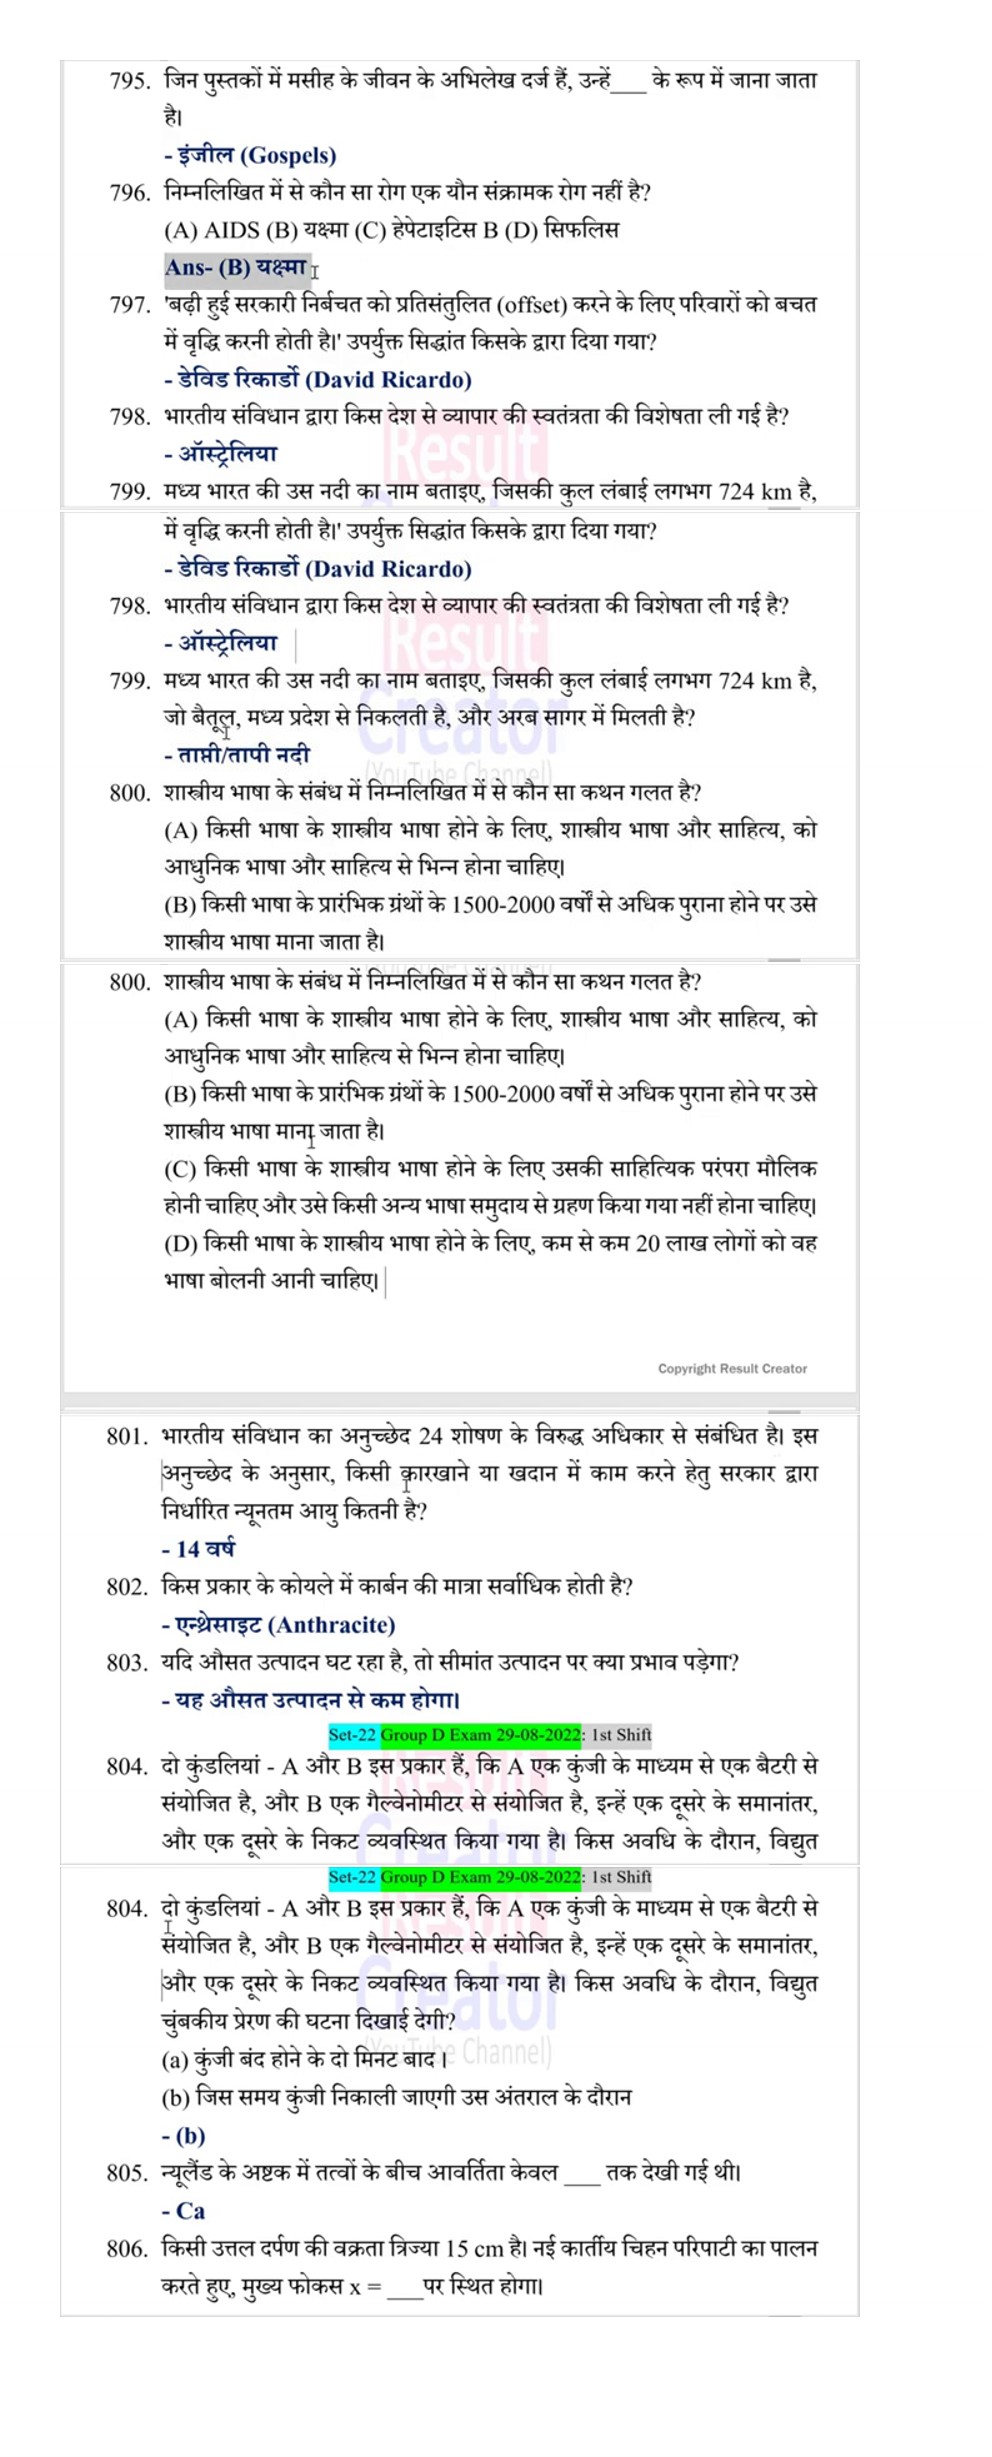 795. जिन पुस्तकों में मसीह के जीवन के अभिलेख दर्ज हैं, उन्हें____ के रूप में जाना जाता
है।
- इंजील (Gospels)
796. निम्नलिखित में से कौन सा रोग एक यौन संक्रामक रोग नहीं है?
(A) AIDS (B) यक्ष्मा (C) हेपेटाइटिस B (D) सिफलिस
Ans- (B) यक्ष्मा
797. 'बढ़ी हुई सरकारी निर्बचत को प्रतिसंतुलित (offset) करने के लिए परिवारों को बचत
में वृद्धि करनी होती है।' उपर्युक्त सिद्धांत किसके द्वारा दिया गया?
- डेविड रिकार्डो (David Ricardo)
798. भारतीय संविधान द्वारा किस देश से व्यापार की स्वतंत्रता की विशेषता ली गई है?
- ऑस्ट्रेलिया
Result
799. मध्य भारत की उस नदी का नाम बताइए, जिसकी कुल लंबाई लगभग 724 km है,
में वृद्धि करनी होती है।' उपर्युक्त सिद्धांत किसके द्वारा दिया गया?
- डेविड रिकार्डो (David Ricardo)
798. भारतीय संविधान द्वारा किस देश से व्यापार की स्वतंत्रता की विशेषता ली गई है?
- ऑस्ट्रेलिया
Result
799. मध्य भारत की उस नदी का नाम बताइए, जिसकी कुल लंबाई लगभग 724 km है,
जो बैतूल, मध्य प्रदेश से निकलती है, और अरब सागर में मिलती है?
Creator
- ताप्ती/तापी नदी
(YouTube Channel)
800. शास्त्रीय भाषा के संबंध में निम्नलिखित में से कौन सा कथन गलत है?
(A) किसी भाषा के शास्त्रीय भाषा होने के लिए, शास्त्रीय भाषा और साहित्य, को
आधुनिक भाषा और साहित्य से भिन्न होना चाहिए।
(B) किसी भाषा के प्रारंभिक ग्रंथों के 1500-2000 वर्षों से अधिक पुराना होने पर उसे
शास्त्रीय भाषा माना जाता है।
800. शास्त्रीय भाषा के संबंध में निम्नलिखित में से कौन सा कथन गलत है?
(A) किसी भाषा के शास्त्रीय भाषा होने के लिए, शास्त्रीय भाषा और साहित्य, को
आधुनिक भाषा और साहित्य से भिन्न होना चाहिए।
(B) किसी भाषा के प्रारंभिक ग्रंथों के 1500-2000 वर्षों से अधिक पुराना होने पर उसे
शास्त्रीय भाषा माना जाता है।
(C) किसी भाषा के शास्त्रीय भाषा होने के लिए उसकी साहित्यिक परंपरा मौलिक
होनी चाहिए और उसे किसी अन्य भाषा समुदाय से ग्रहण किया गया नहीं होना चाहिए।
(D) किसी भाषा के शास्त्रीय भाषा होने के लिए, कम से कम 20 लाख लोगों को वह
भाषा बोलनी आनी चाहिए।
Copyright Result Creator
801. भारतीय संविधान का अनुच्छेद 24 शोषण के विरुद्ध अधिकार से संबंधित है। इस
अनुच्छेद के अनुसार, किसी कारखाने या खदान में काम करने हेतु सरकार द्वारा
निर्धारित न्यूनतम आयु कितनी है?
- 14 वर्ष
802. किस प्रकार के कोयले में कार्बन की मात्रा सर्वाधिक होती है?
- एन्थ्रेसाइट (Anthracite)
803. यदि औसत उत्पादन घट रहा है, तो सीमांत उत्पादन पर क्या प्रभाव पड़ेगा?
- यह औसत उत्पादन से कम होगा।
Set-22 Group D Exam 29-08-2022: 1st Shift
804. दो कुंडलियां - A और B इस प्रकार हैं, कि A एक कुंजी के माध्यम से एक बैटरी से
संयोजित है, और B एक गैल्वेनोमीटर से संयोजित है, इन्हें एक दूसरे के समानांतर,
और एक दूसरे के निकट व्यवस्थित किया गया है। किस अवधि के दौरान, विद्युत
Set-22 Group D Exam 29-08-2022: 1st Shift
804. दो कुंडलियां - A और B इस प्रकार हैं, कि A एक कुंजी के माध्यम से एक बैटरी से
संयोजित है, और B एक गैल्वेनोमीटर से संयोजित है, इन्हें एक दूसरे के समानांतर,
और एक दूसरे के निकट व्यवस्थित किया गया है। किस अवधि के दौरान, विद्युत
Creator
चुंबकीय प्रेरण की घटना दिखाई देगी?
(YouTube Channel)
(a) कुंजी बंद होने के दो मिनट बाद।
(b) जिस समय कुंजी निकाली जाएगी उस अंतराल के दौरान
- (b)
805. न्यूलैंड के अष्टक में तत्वों के बीच आवर्तिता केवल ____ तक देखी गई थी।
- Ca
806. किसी उत्तल दर्पण की वक्रता त्रिज्या 15 cm है। नई कार्तीय चिहन परिपाटी का पालन
करते हुए, मुख्य फोकस x = ____पर स्थित होगा।